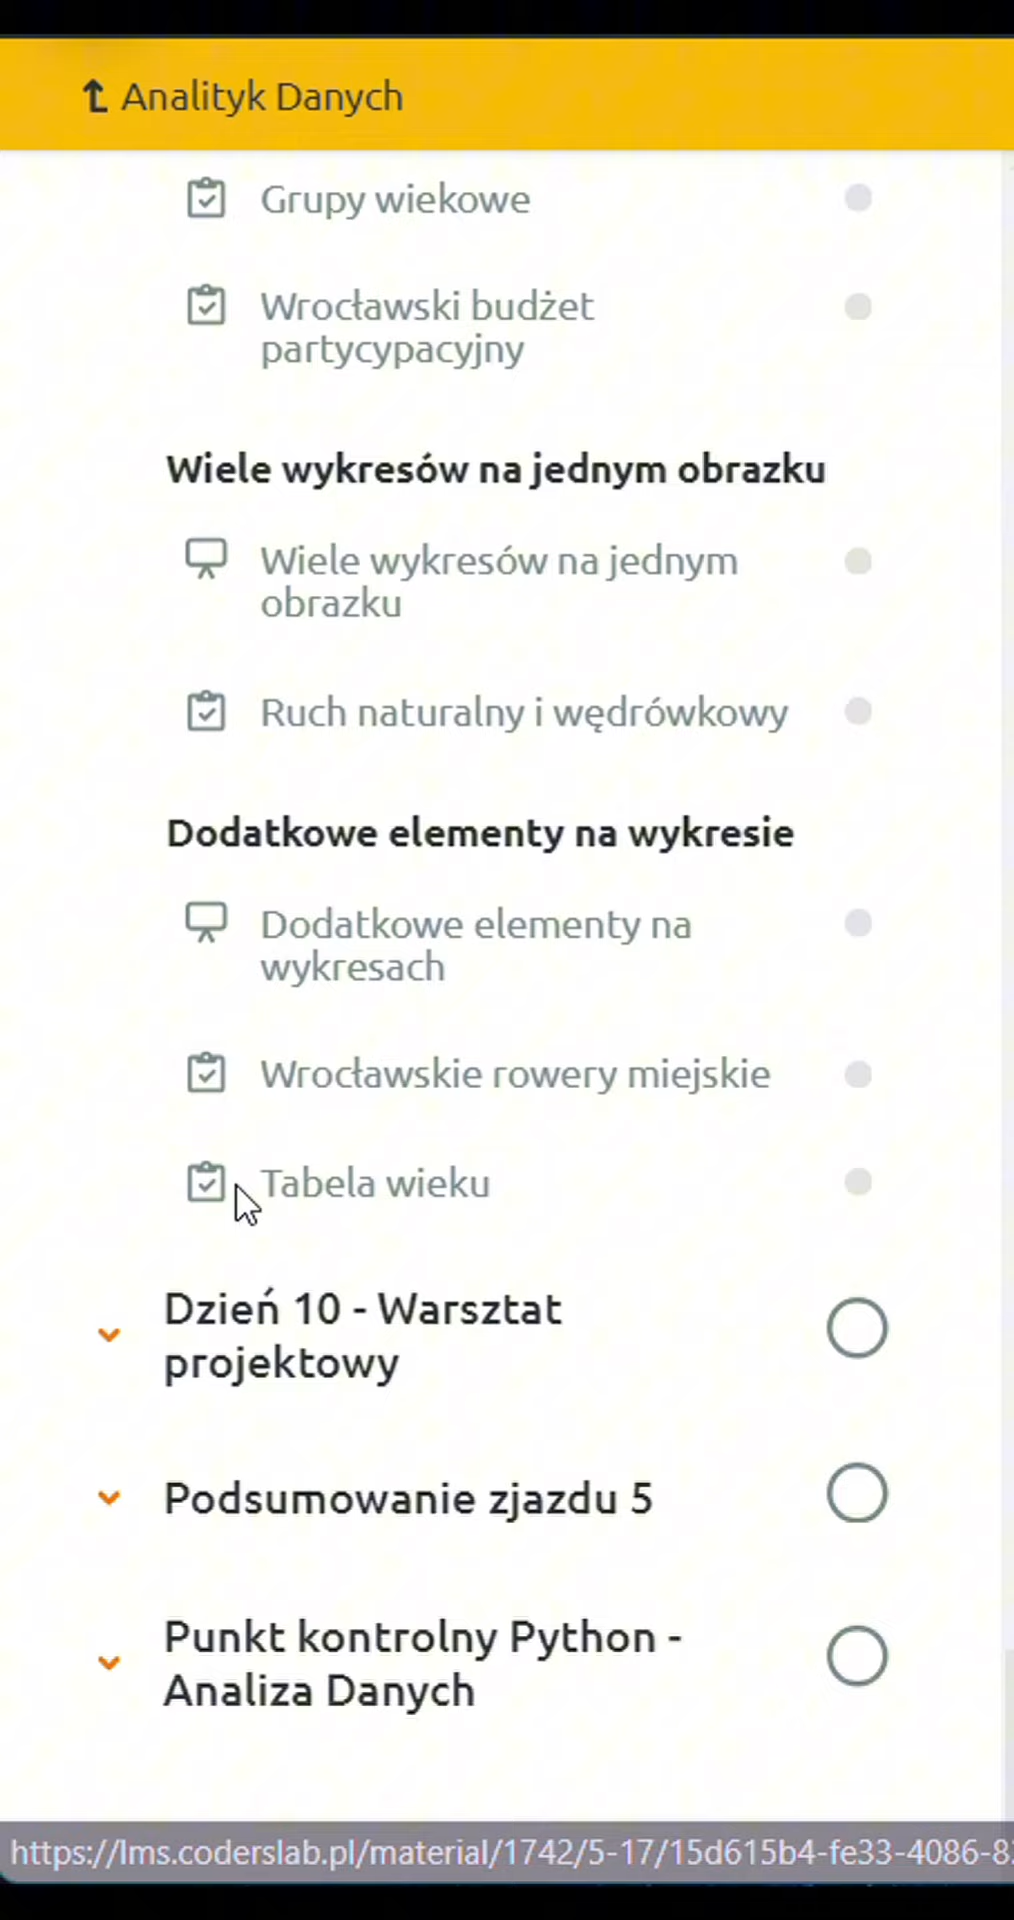 Analityk Danych
Grupy wiekowe
Wrocławski budżet
partycypacyjny
Wiele wykresów na jednym obrazku
Wiele wykresów na jednym
obrazku
Ruch naturalny i wędrówkowy
Dodatkowe elementy na wykresie
Dodatkowe elementy na
wykresach
Wrocławskie rowery miejskie
Tabela wieku
Dzień 10 - Warsztat
projektowy
Podsumowanie zjazdu 5
Punkt kontrolny Python -
Analiza Danych
https://lms.coderslab.pl/material/1742/5-17/15d615b4-fe33-4086-8